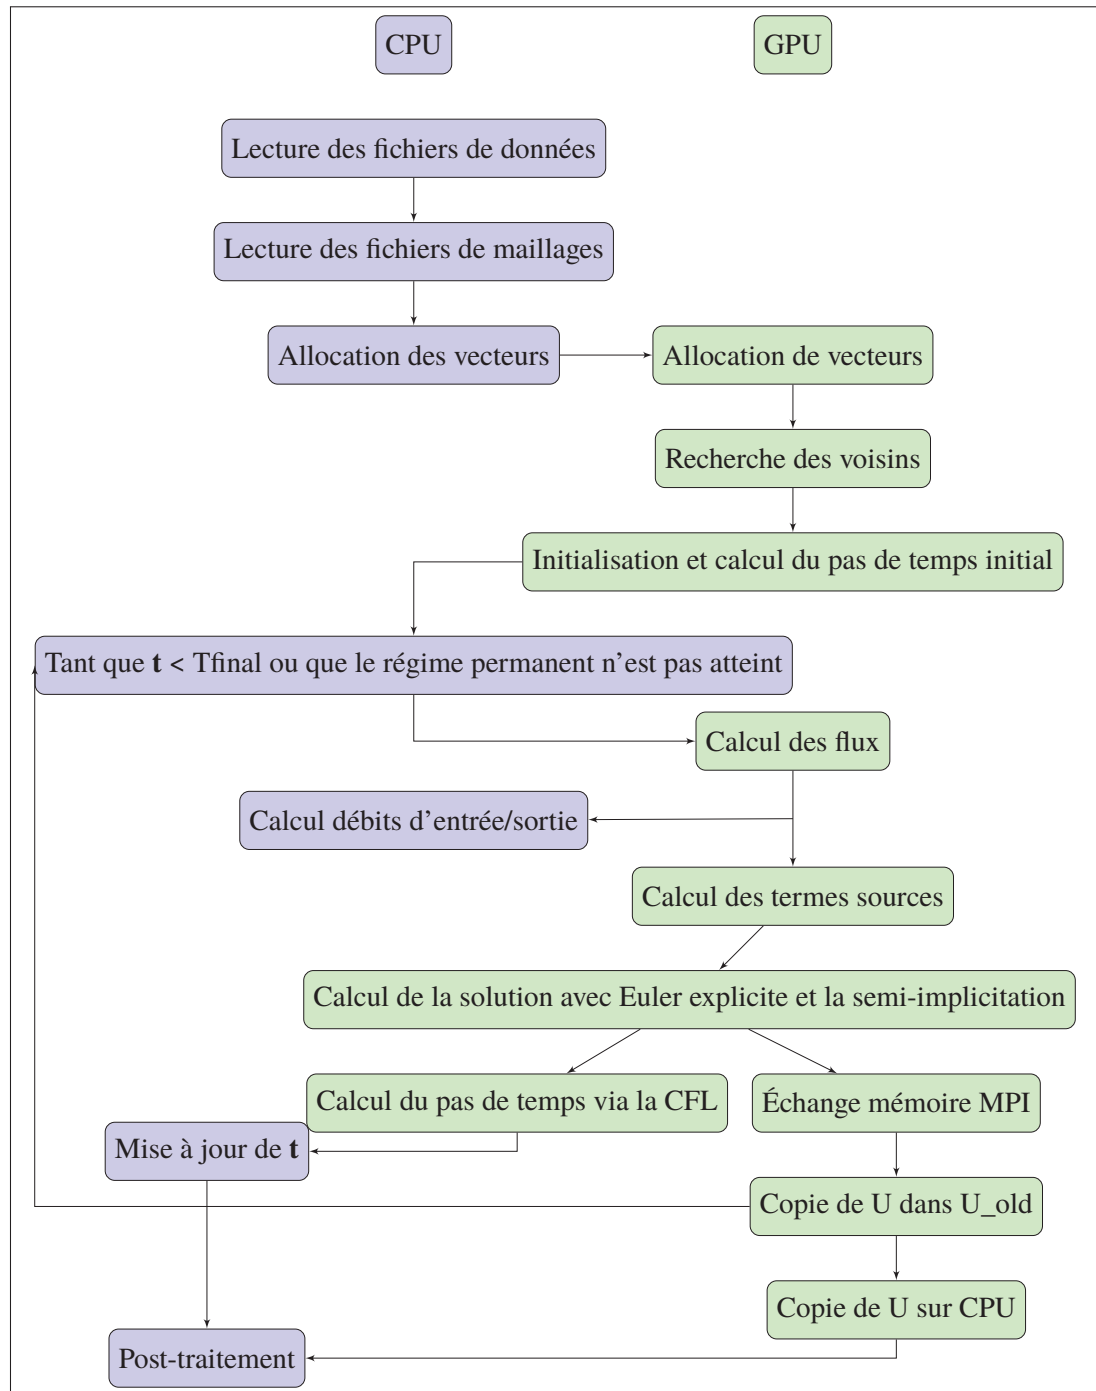 CPU
GPU
Lecture des fichiers de données
Lecture des fichiers de maillages
Allocation des vecteurs
Allocation de vecteurs
Recherche des voisins
Initialisation et calcul du pas de temps initial
Tant que t < Tfinal ou que le régime permanent n'est pas atteint
Calcul des flux
Calcul débits d'entrée/sortie
Calcul des termes sources
Calcul de la solution avec Euler explicite et la semi-implicitation
Calcul du pas de temps via la CFL
Échange mémoire MPI
Mise à jour de t
Copie de U dans U_old
Copie de U sur CPU
Post-traitement